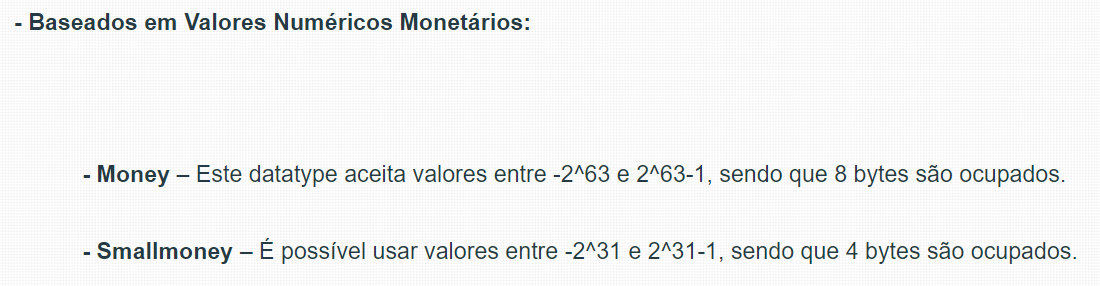 - Baseados em Valores Numéricos Monetários:
- Money – Este datatype aceita valores entre -2^63 e 2^63-1, sendo que 8 bytes são ocupados.
- Smallmoney – É possível usar valores entre -2^31 e 2^31-1, sendo que 4 bytes são ocupados.